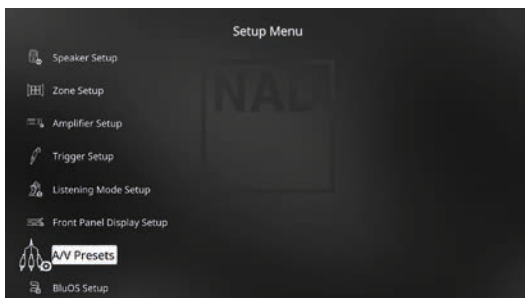 Setup Menu
Speaker Setup
Zone Setup
Amplifier Setup
Trigger Setup
Listening Mode Setup
Front Panel Display Setup
A/V Presets
BluOS Setup
NAD